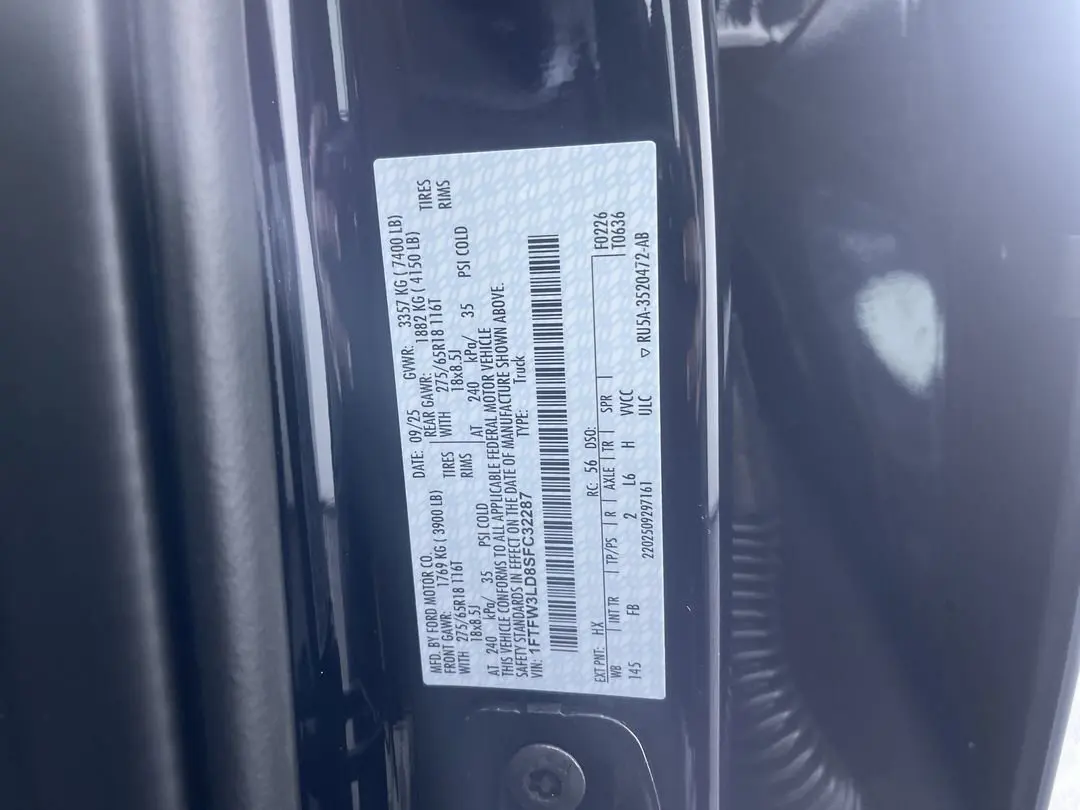 MFD. BY FORD MOTOR CO.
DATE: 09/25 GVWR: 3357 KG ( 7400 LB)
FRONT GAWR: 1769 KG ( 3900 LB) REAR GAWR: 1882 KG ( 4150 LB)
WITH 275/65R18 116T TIRES WITH 275/65R18 116T TIRES
18x8.5J RIMS 18x8.5J RIMS
AT 240 kPa/ 35 PSI COLD AT 240 kPa/ 35 PSI COLD
THIS VEHICLE CONFORMS TO ALL APPLICABLE FEDERAL MOTOR VEHICLE
SAFETY STANDARDS IN EFFECT ON THE DATE OF MANUFACTURE SHOWN ABOVE.
VIN: 1FTFW3LD8SFC32287 TYPE: Truck
EXT PNT: HX RC: 56 DSO: F0226
WB INT TR TP/PS R AXLE TR SPR T0636
145 FB 2 L6 H VVCC
2202509297161 ULC ▽ RU5A-3520472-AB